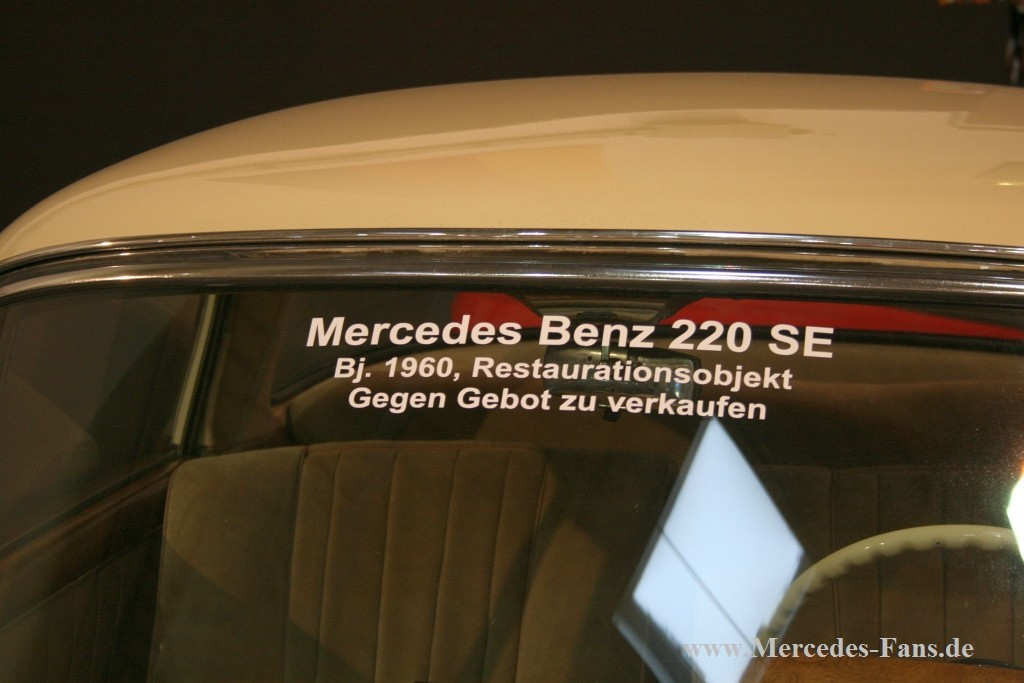 Mercedes Benz 220 SE
Bj. 1960, Restaurationsobjekt
Gegen Gebot zu verkaufen
www.Mercedes-Fans.de